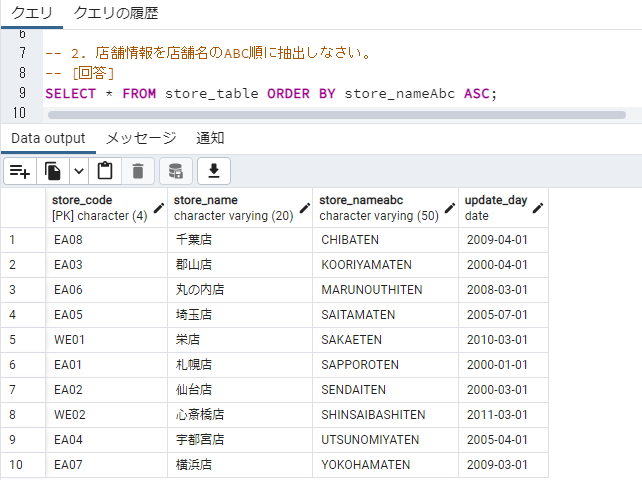 クエリ クエリの履歴
6
7 -- 2. 店舗情報を店舗名のABC順に抽出しなさい。
8 -- [回答]
9 SELECT * FROM store_table ORDER BY store_nameAbc ASC;
10
Data output メッセージ 通知
store_code store_name store_nameabc update_day
[PK] character (4) character varying (20) character varying (50) date
1 EA08 千葉店 CHIBATEN 2009-04-01
2 EA03 郡山店 KOORIYAMATEN 2000-04-01
3 EA06 丸の内店 MARUNOUTHITEN 2008-03-01
4 EA05 埼玉店 SAITAMATEN 2005-07-01
5 WE01 栄店 SAKAETEN 2010-03-01
6 EA01 札幌店 SAPPOROTEN 2000-01-01
7 EA02 仙台店 SENDAITEN 2000-03-01
8 WE02 心斎橋店 SHINSAIBASHITEN 2011-03-01
9 EA04 宇都宮店 UTSUNOMIYATEN 2005-04-01
10 EA07 横浜店 YOKOHAMATEN 2009-03-01